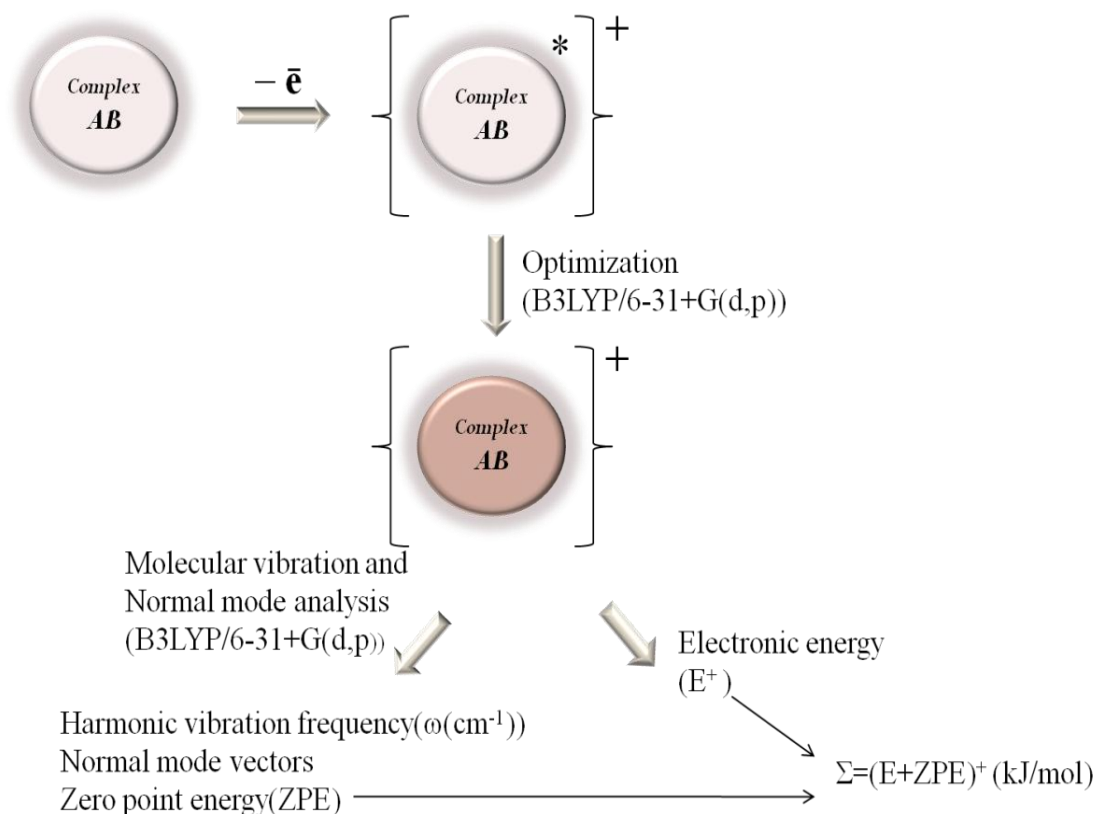 Complex
AB
– ē
Complex
AB
*
+
Optimization
(B3LYP/6-31+G(d,p))
+
Complex
AB
Molecular vibration and
Normal mode analysis
(B3LYP/6-31+G(d,p))
Electronic energy
(E⁺)
Harmonic vibration frequency(ω(cm⁻¹))
Normal mode vectors
Zero point energy(ZPE)
Σ=(E+ZPE)⁺ (kJ/mol)